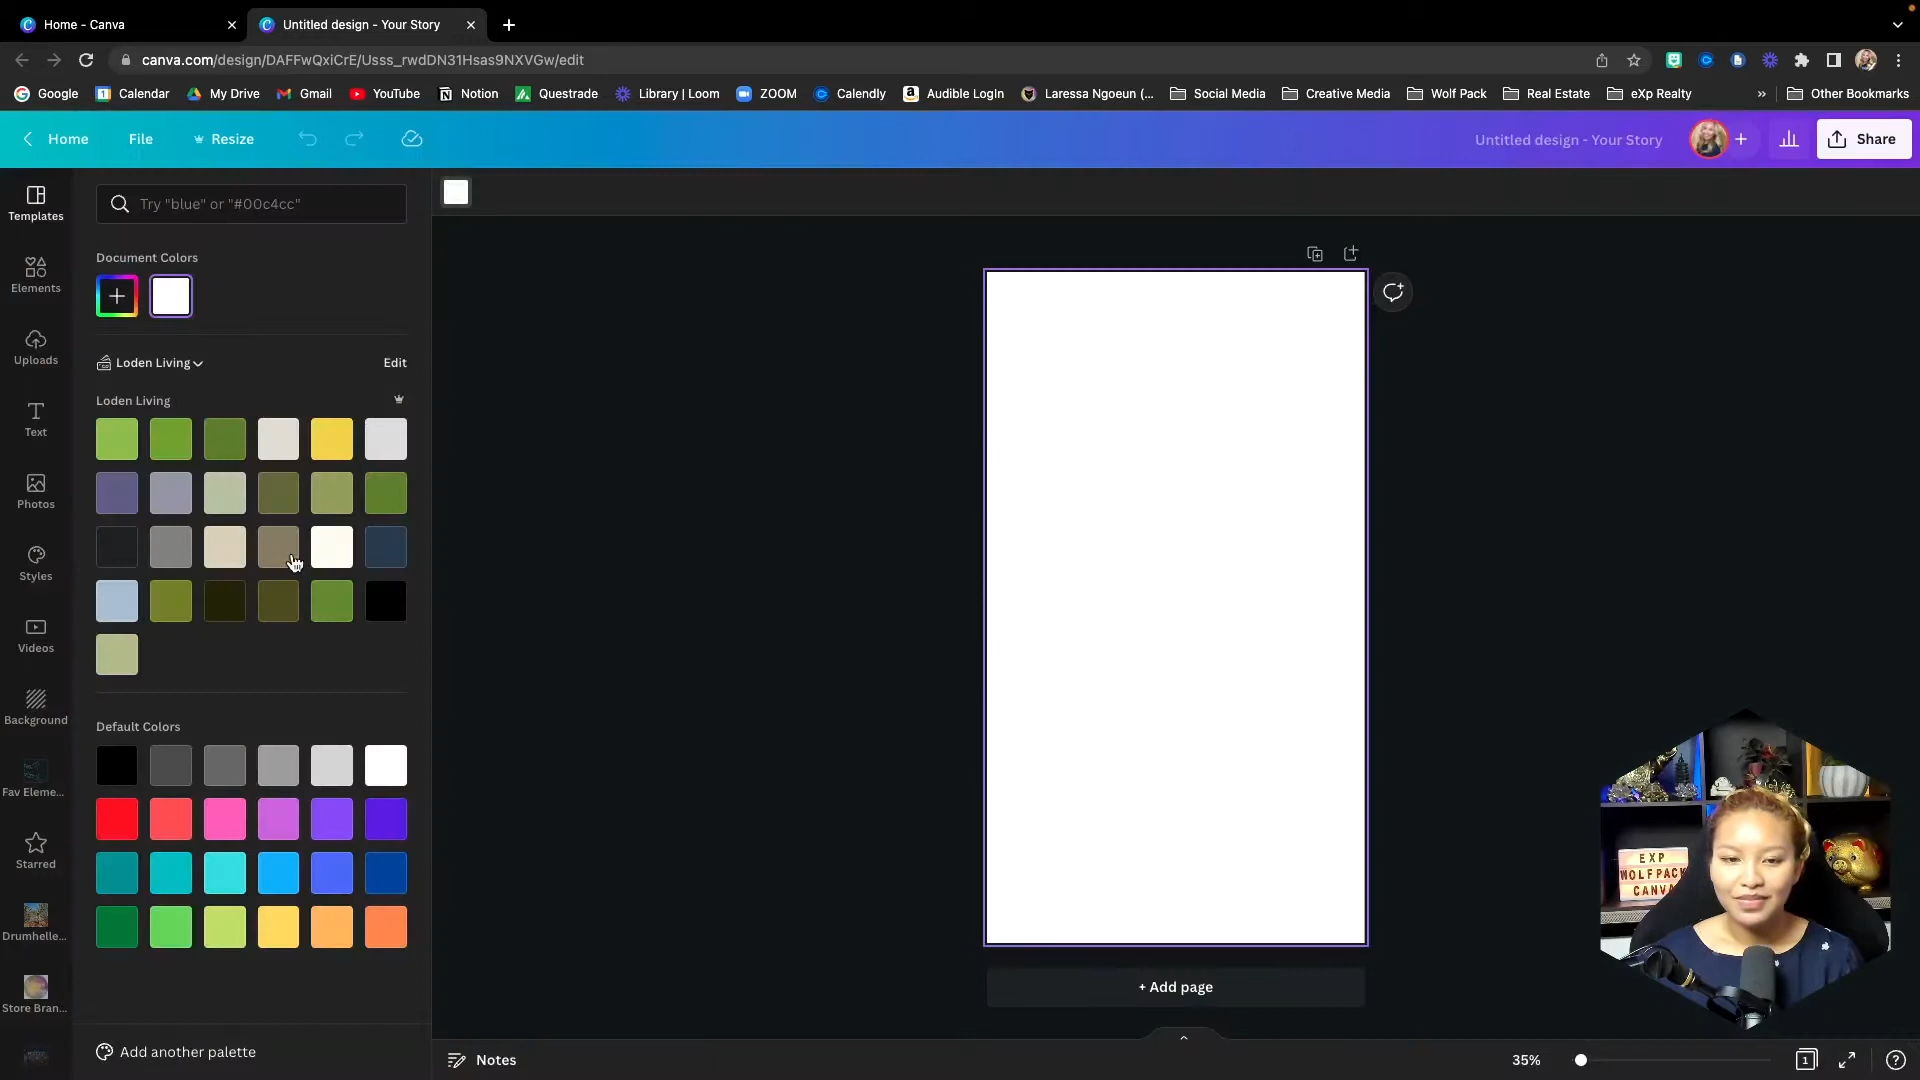 Home - Canva
Untitled design - Your Story
canva.com/design/DAFFwQxiCrE/Usss_rwdDN31Hsas9NXVGw/edit
Google
Calendar
My Drive
Gmail
YouTube
Notion
Questrade
Library | Loom
ZOOM
Calendly
Audible LogIn
Laressa Ngoeun (...
Social Media
Creative Media
Wolf Pack
Real Estate
eXp Realty
»
Other Bookmarks
Home
File
Resize
Untitled design - Your Story
Share
Templates
Elements
Uploads
Text
Photos
Styles
Videos
Background
Fav Eleme...
Starred
Drumhelle...
Store Bran...
Try "blue" or "#00c4cc"
Document Colors
Loden Living
Edit
Loden Living
Default Colors
Add another palette
+ Add page
Notes
35%
1
EXP
WOLFPACK
CANVA